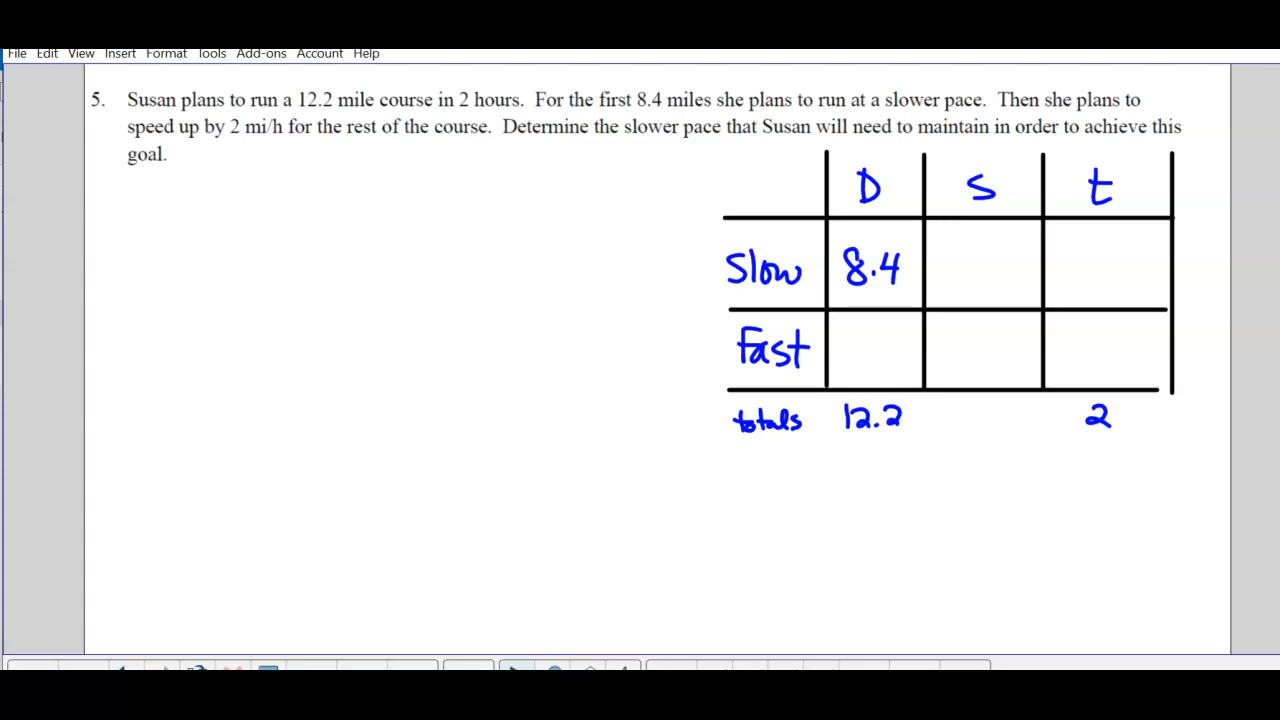 File Edit View Insert Format Tools Add-ons Account Help
5. Susan plans to run a 12.2 mile course in 2 hours. For the first 8.4 miles she plans to run at a slower pace. Then she plans to
speed up by 2 mi/h for the rest of the course. Determine the slower pace that Susan will need to maintain in order to achieve this
goal.
D S t
Slow 8.4
Fast
totals 12.2 2